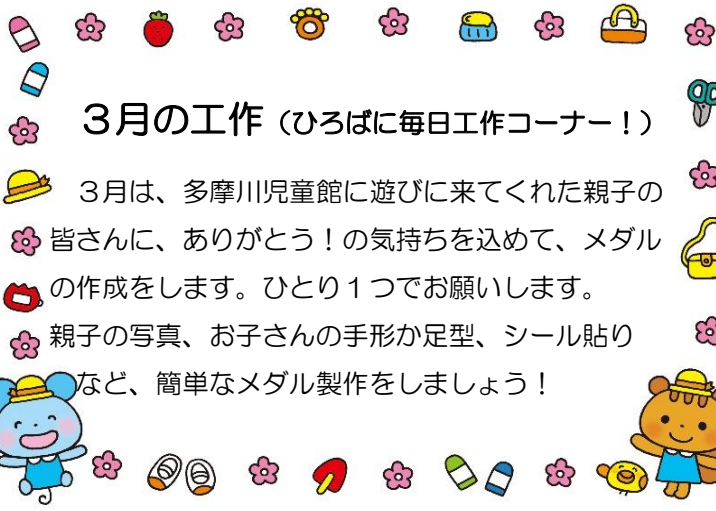 ３月の工作（ひろばに毎日工作コーナー！）
３月は、多摩川児童館に遊びに来てくれた親子の
皆さんに、ありがとう！の気持ちを込めて、メダル
の作成をします。ひとり１つでお願いします。
親子の写真、お子さんの手形か足型、シール貼り
など、簡単なメダル製作をしましょう！